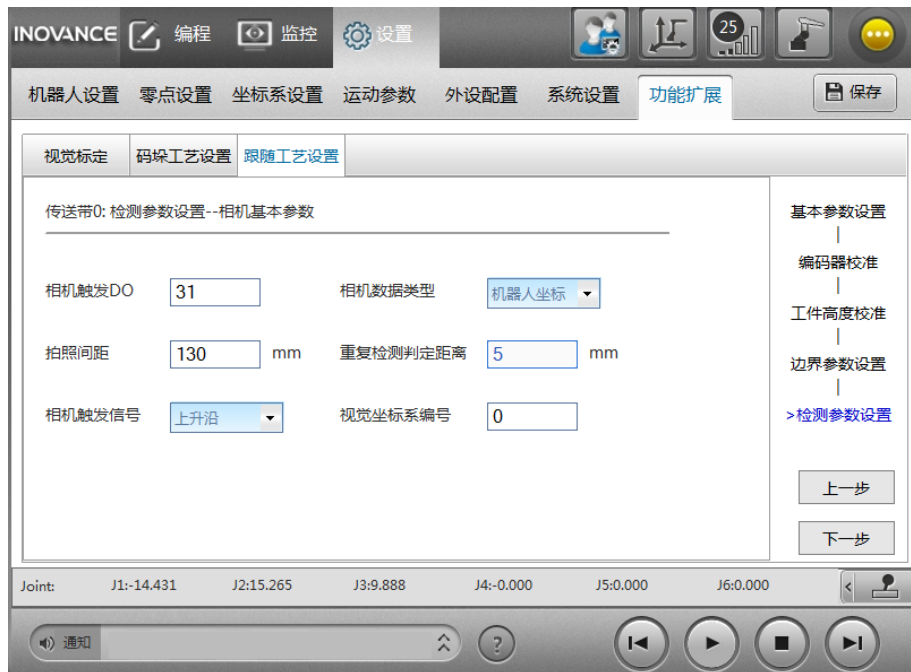 INOVANCE 编程 监控 设置 25
机器人设置 零点设置 坐标系设置 运动参数 外设配置 系统设置 功能扩展 保存
视觉标定 码垛工艺设置 跟随工艺设置
传送带0: 检测参数设置--相机基本参数
相机触发DO 31 相机数据类型 机器人坐标
拍照间距 130 mm 重复检测判定距离 5 mm
相机触发信号 上升沿 视觉坐标系编号 0
基本参数设置
编码器校准
工件高度校准
边界参数设置
>检测参数设置
上一步
下一步
Joint: J1:-14.431 J2:15.265 J3:9.888 J4:-0.000 J5:0.000 J6:0.000
通知 ?